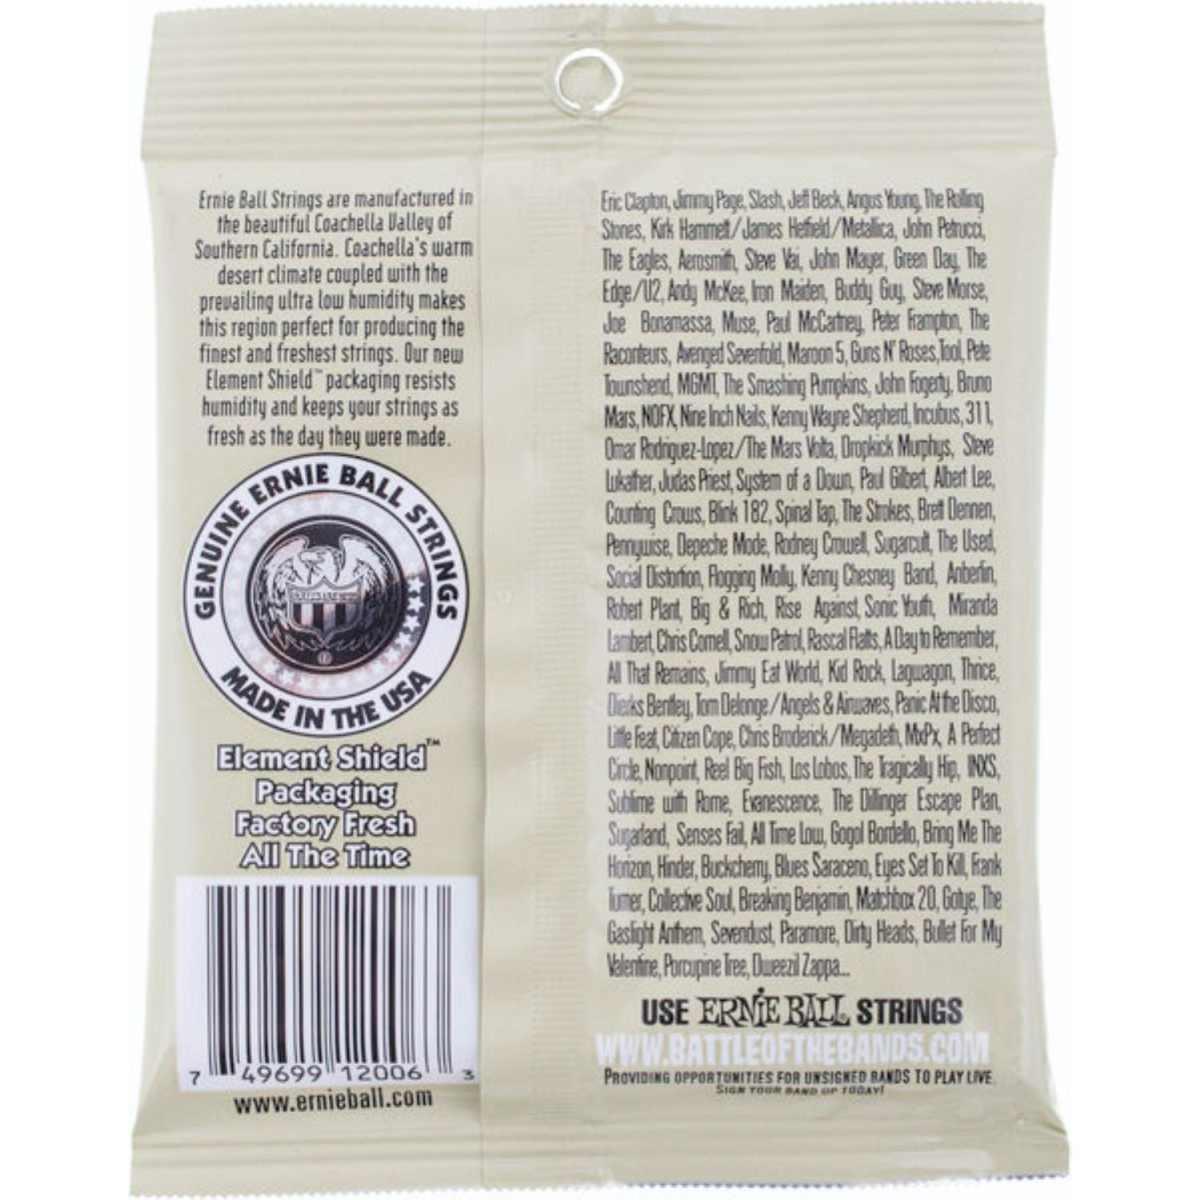 Ernie Ball Strings are manufactured in
the beautiful Coachella Valley of
Southern California. Coachella's warm
desert climate coupled with the
prevailing ultra low humidity makes
this region perfect for producing the
finest and freshest strings. Our new
Element Shield™ packaging resists
humidity and keeps your strings as
fresh as the day they were made.
GENUINE ERNIE BALL STRINGS
MADE IN THE USA
Element Shield™
Packaging
Factory Fresh
All The Time
7 49699 12006 3
www.ernieball.com
Eric Clapton, Jimmy Page, Slash, Jeff Beck, Angus Young, The Rolling
Stones, Kirk Hammett/James Hetfield/Metallica, John Petrucci,
The Eagles, Aerosmith, Steve Vai, John Mayer, Green Day, The
Edge/U2, Andy McKee, Iron Maiden, Buddy Guy, Steve Morse,
Joe Bonamassa, Muse, Paul McCartney, Peter Frampton, The
Raconteurs, Avenged Sevenfold, Maroon 5, Guns N' Roses, Tool, Pete
Townshend, MGMT, The Smashing Pumpkins, John Fogerty, Bruno
Mars, NOFX, Nine Inch Nails, Kenny Wayne Shepherd, Incubus, 311,
Omar Rodriguez-Lopez/The Mars Volta, Dropkick Murphys, Steve
Lukather, Judas Priest, System of a Down, Paul Gilbert, Albert Lee,
Counting Crows, Blink 182, Spinal Tap, The Strokes, Brett Dennen,
Pennywise, Depeche Mode, Rodney Crowell, Sugarcult, The Used,
Social Distortion, Flogging Molly, Kenny Chesney Band, Anberlin,
Robert Plant, Big & Rich, Rise Against, Sonic Youth, Miranda
Lambert, Chris Cornell, Snow Patrol, Rascal Flatts, A Day to Remember,
All That Remains, Jimmy Eat World, Kid Rock, Lagwagon, Thrice,
Dierks Bentley, Tom Delonge/Angels & Airwaves, Panic At the Disco,
Little Feat, Citizen Cope, Chris Broderick/Megadeth, MxPx, A Perfect
Circle, Nonpoint, Reel Big Fish, Los Lobos, The Tragically Hip, INXS,
Sublime with Rome, Evanescence, The Dillinger Escape Plan,
Sugarland, Senses Fail, All Time Low, Gogol Bordello, Bring Me The
Horizon, Hinder, Buckcherry, Blues Saraceno, Eyes Set To Kill, Frank
Turner, Collective Soul, Breaking Benjamin, Matchbox 20, Gotye, The
Gaslight Anthem, Sevendust, Paramore, Dirty Heads, Bullet For My
Valentine, Porcupine Tree, Dweezil Zappa...
USE ERNIE BALL STRINGS
WWW.BATTLEOFTHEBANDS.COM
PROVIDING OPPORTUNITIES FOR UNSIGNED BANDS TO PLAY LIVE.
SIGN YOUR BAND UP TODAY!